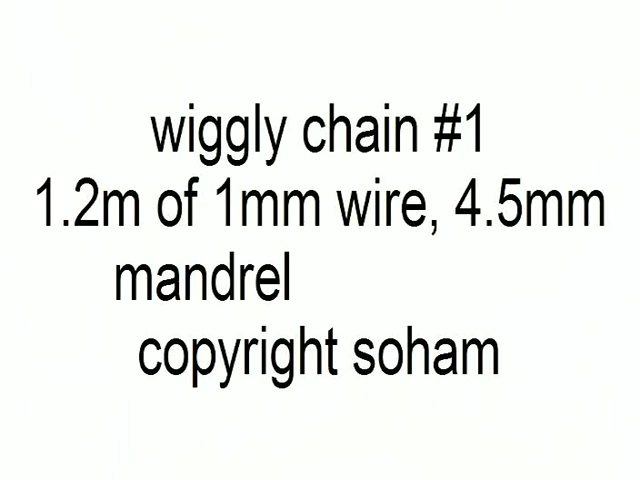 wiggly chain #1
1.2m of 1mm wire, 4.5mm
mandrel
copyright soham